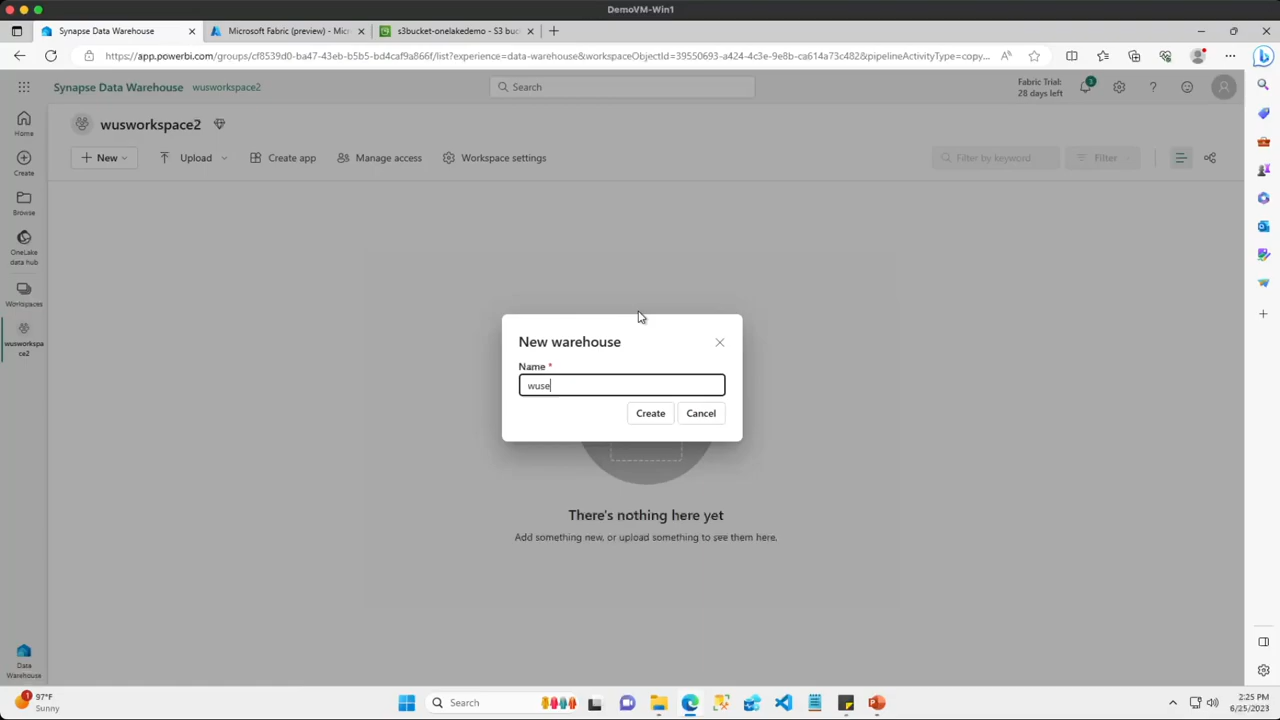 DemoVM-Win1
Synapse Data Warehouse
Microsoft Fabric (preview) - Micr
s3bucket-onelakedemo - S3 buc
https://app.powerbi.com/groups/cf8539d0-ba47-43eb-b5b5-bd4caf9a866f/list?experience=data-warehouse&workspaceObjectId=39550693-a424-4c3e-9e8b-ca614a73c482&pipelineActivityType=copy...
Synapse Data Warehouse wusworkspace2
Search
Fabric Trial:
28 days left
3
Home
Create
Browse
OneLake
data hub
Workspaces
wusworkspa
ce2
wusworkspace2
New Upload Create app Manage access Workspace settings
Filter by keyword Filter
New warehouse
Name *
wuse
Create Cancel
There's nothing here yet
Add something new, or upload something to see them here.
Data
Warehouse
1
97°F
Sunny
Search
2:25 PM
6/25/2023